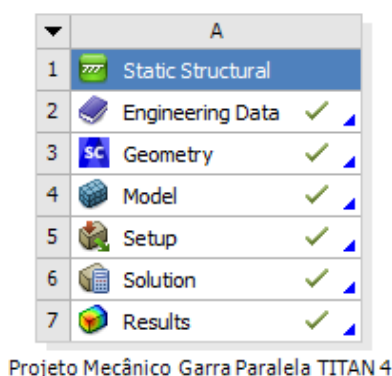 A
1 Static Structural
2 Engineering Data
3 SC Geometry
4 Model
5 Setup
6 Solution
7 Results
Projeto Mecânico Garra Paralela TITAN 4